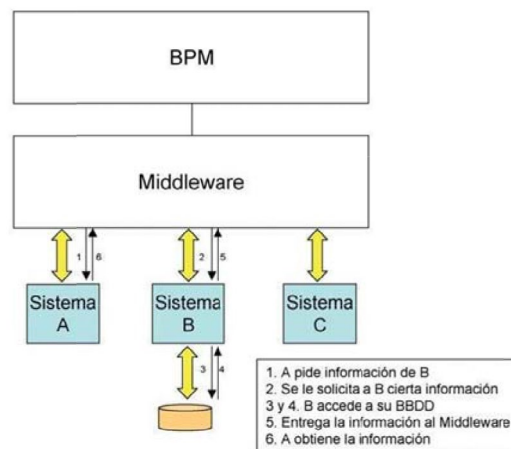 BPM
Middleware
1
6
2
5
Sistema
A
Sistema
B
Sistema
C
3
4
1. A pide información de B
2. Se le solicita a B cierta información
3 y 4. B accede a su BBDD
5. Entrega la información al Middleware
6. A obtiene la información